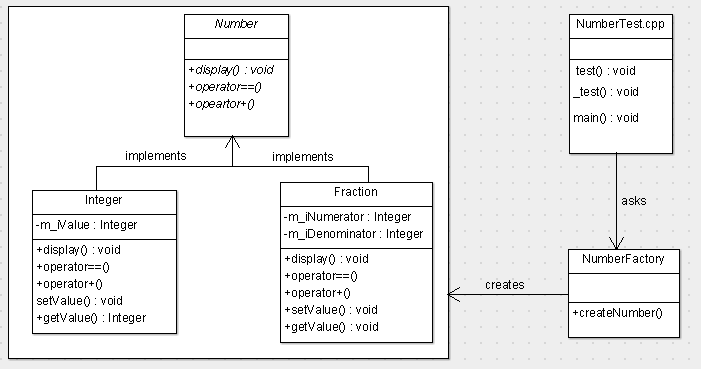 Number
+display() : void
+operator==()
+opeartor+()
implements
implements
Integer
-m_iValue : Integer
+display() : void
+operator==()
+operator+()
setValue() : void
+getValue() : Integer
Fraction
-m_iNumerator : Integer
-m_iDenominator : Integer
+display() : void
+operator==()
+operator+()
+setValue() : void
+getValue() : void
NumberTest.cpp
test() : void
_test() : void
main() : void
asks
NumberFactory
+createNumber()
creates